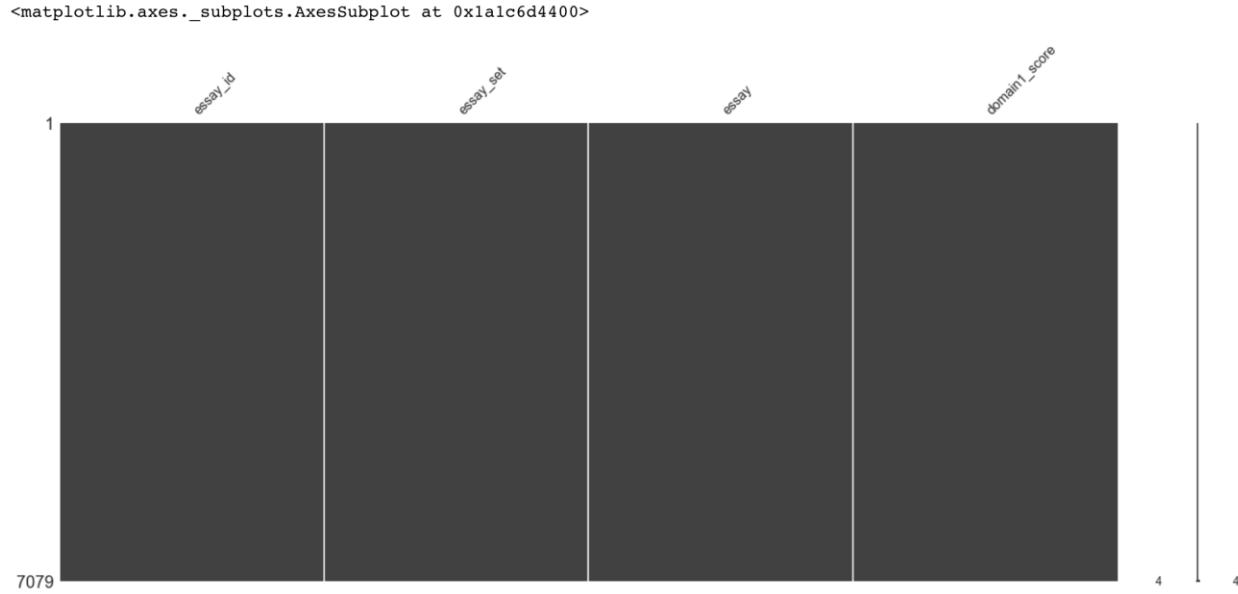 <matplotlib.axes._subplots.AxesSubplot at 0x1a1c6d4400>
essay_id
essay_set
essay
domain1_score
1
7079
4
4